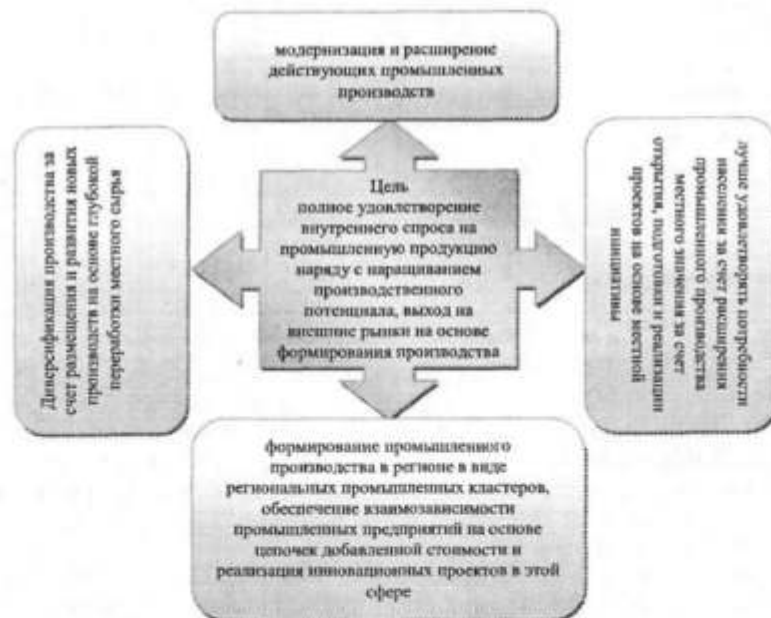 модернизация и расширение
действующих промышленных
производств
Диверсификация производства за
счет размещения и развития новых
производств на основе глубокой
переработки местного сырья
Цель
полное удовлетворение
внутреннего спроса на
промышленную продукцию
наряду с наращиванием
производственного
потенциала, выход на
внешние рынки на основе
формирования производства
лучше удовлетворять потребности
населения за счет расширения
промышленного производства
местного значения за счет
открытия, подготовки и реализации
проектов на основе местной
инициативы
формирование промышленного
производства в регионе в виде
региональных промышленных кластеров,
обеспечение взаимозависимости
промышленных предприятий на основе
цепочек добавленной стоимости и
реализация инновационных проектов в этой
сфере